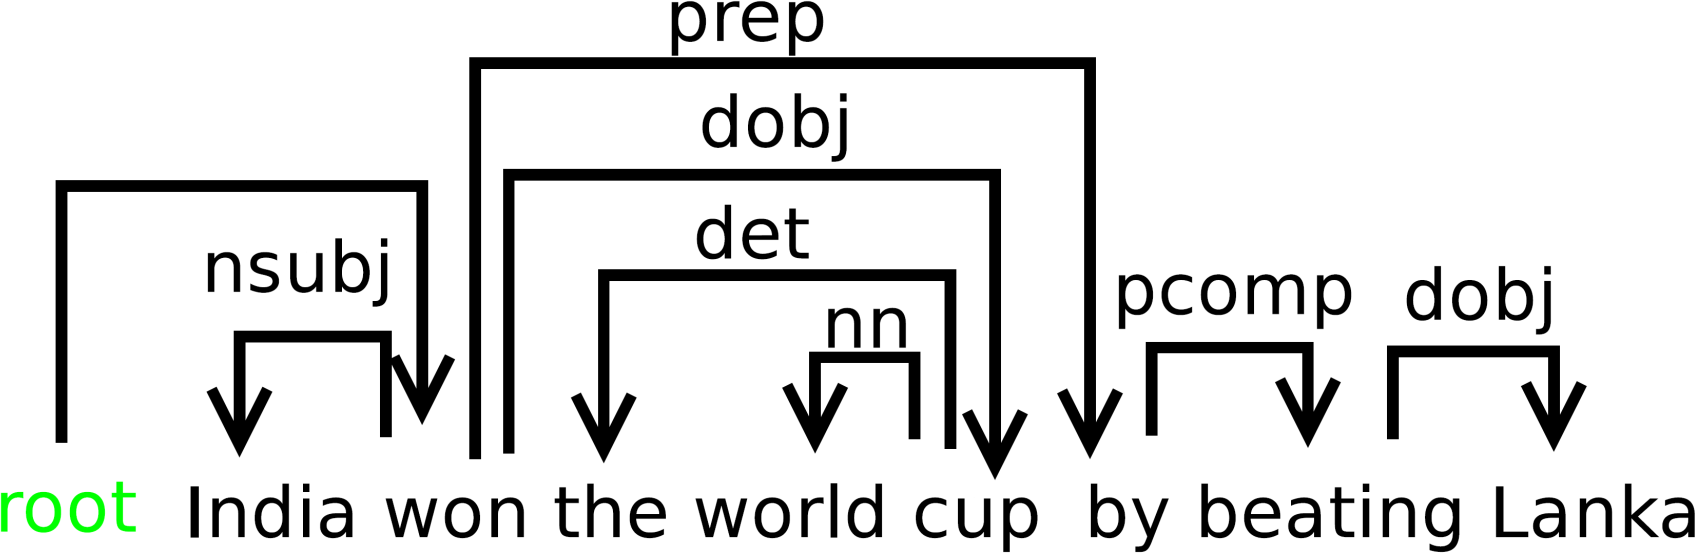 prep
dobj
det
nsubj
nn
pcomp dobj
root India won the world cup by beating Lanka